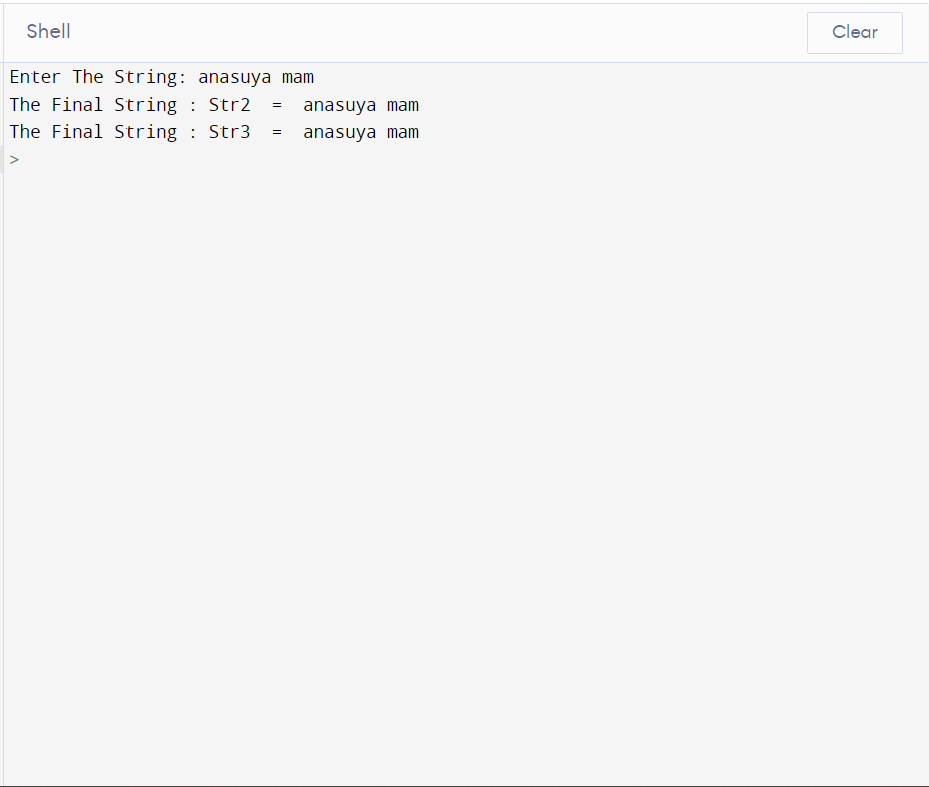 Shell
Clear
Enter The String: anasuya mam
The Final String : Str2  =  anasuya mam
The Final String : Str3  =  anasuya mam
>